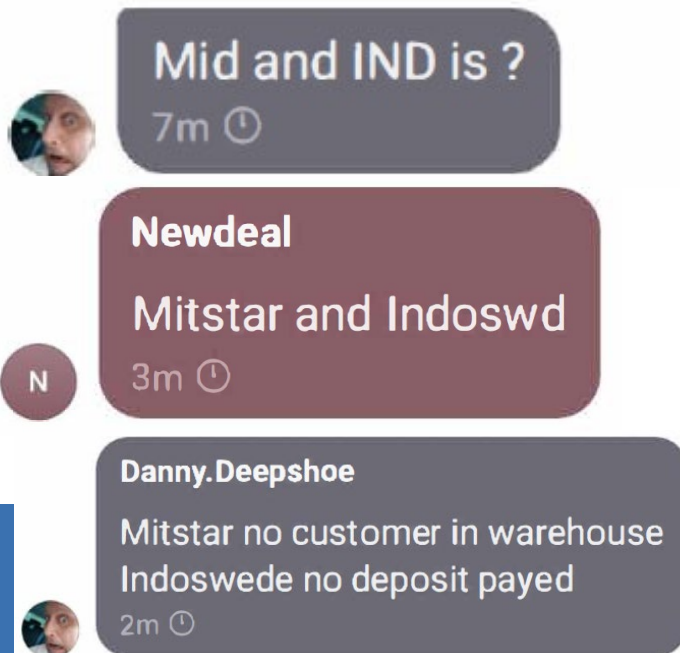 Mid and IND is ?
7m
Newdeal
Mitstar and Indoswd
N
3m
Danny.Deepshoe
Mitstar no customer in warehouse
Indoswede no deposit payed
2m